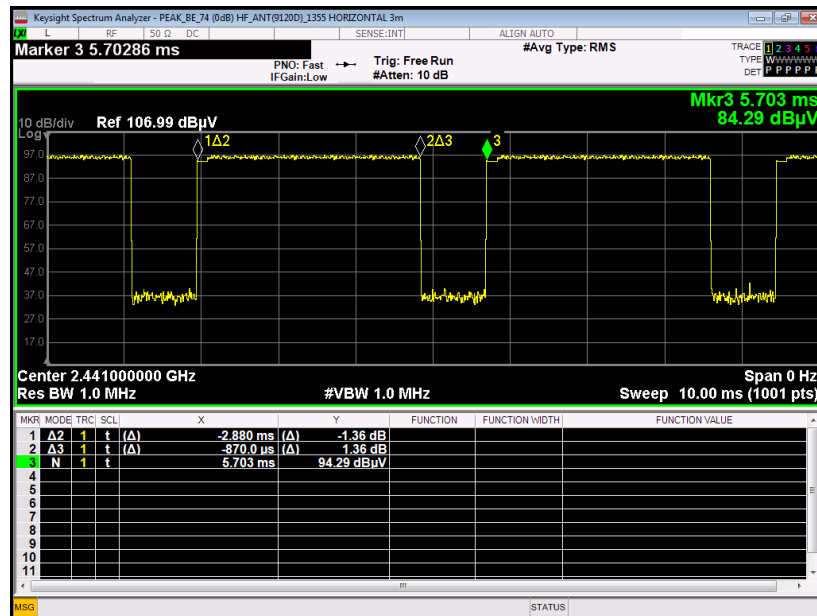 Keysight Spectrum Analyzer - PEAK_BE_74 (0dB) HF_ANT(9120D)_1355 HORIZONTAL 3m
LXI L RF 50 Ω DC SENSE:INT ALIGN AUTO
Marker 3 5.70286 ms
PNO: Fast
IFGain:Low
Trig: Free Run
#Atten: 10 dB
#Avg Type: RMS
TRACE 1 2 3 4 5
TYPE W
DET P P P P P
Mkr3 5.703 ms
84.29 dBµV
10 dB/div Ref 106.99 dBµV
Log
1Δ2 2Δ3 3
97.0
87.0
77.0
67.0
57.0
47.0
37.0
27.0
17.0
Center 2.441000000 GHz Span 0 Hz
Res BW 1.0 MHz #VBW 1.0 MHz Sweep 10.00 ms (1001 pts)
MKR MODE TRC SCL X Y FUNCTION FUNCTION WIDTH FUNCTION VALUE
1 Δ2 1 t (Δ) -2.880 ms (Δ) -1.36 dB
2 Δ3 1 t (Δ) -870.0 µs (Δ) 1.36 dB
3 N 1 t 5.703 ms 94.29 dBµV
4
5
6
7
8
9
10
11
MSG STATUS